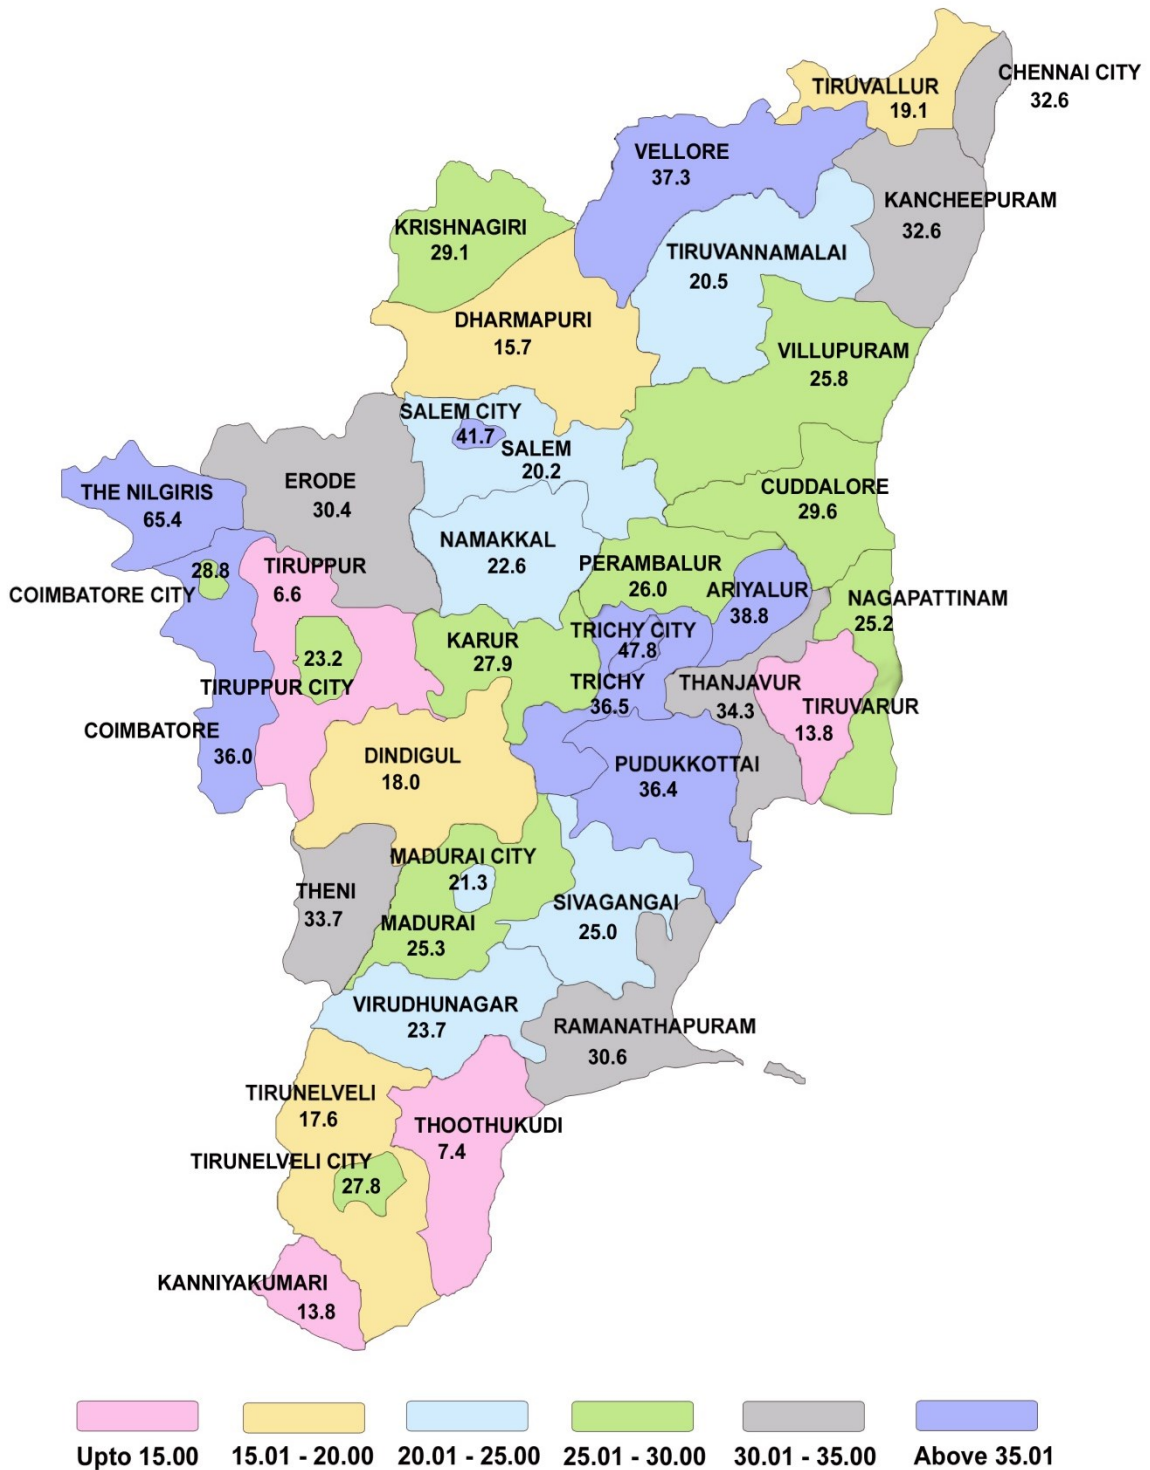 CHENNAI CITY
32.6
TIRUVALLUR
19.1
VELLORE
37.3
KANCHEEPURAM
32.6
KRISHNAGIRI
29.1
TIRUVANNAMALAI
20.5
DHARMAPURI
15.7
VILLUPURAM
25.8
SALEM CITY
41.7
SALEM
20.2
ERODE
30.4
THE NILGIRIS
65.4
CUDDALORE
29.6
NAMAKKAL
22.6
PERAMBALUR
26.0
ARIYALUR
38.8
TIRUPPUR
6.6
28.8
COIMBATORE CITY
NAGAPATTINAM
25.2
TRICHY CITY
47.8
KARUR
27.9
23.2
TIRUPPUR CITY
TRICHY
36.5
THANJAVUR
34.3
TIRUVARUR
13.8
COIMBATORE
36.0
DINDIGUL
18.0
PUDUKKOTTAI
36.4
MADURAI CITY
21.3
THENI
33.7
SIVAGANGAI
25.0
MADURAI
25.3
VIRUDHUNAGAR
23.7
RAMANATHAPURAM
30.6
TIRUNELVELI
17.6
THOOTHUKUDI
7.4
TIRUNELVELI CITY
27.8
KANNIYAKUMARI
13.8
Upto 15.00
15.01 - 20.00
20.01 - 25.00
25.01 - 30.00
30.01 - 35.00
Above 35.01